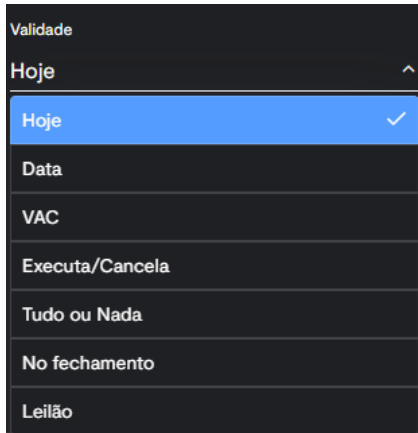 Validade
Hoje
Hoje
Data
VAC
Executa/Cancela
Tudo ou Nada
No fechamento
Leilão